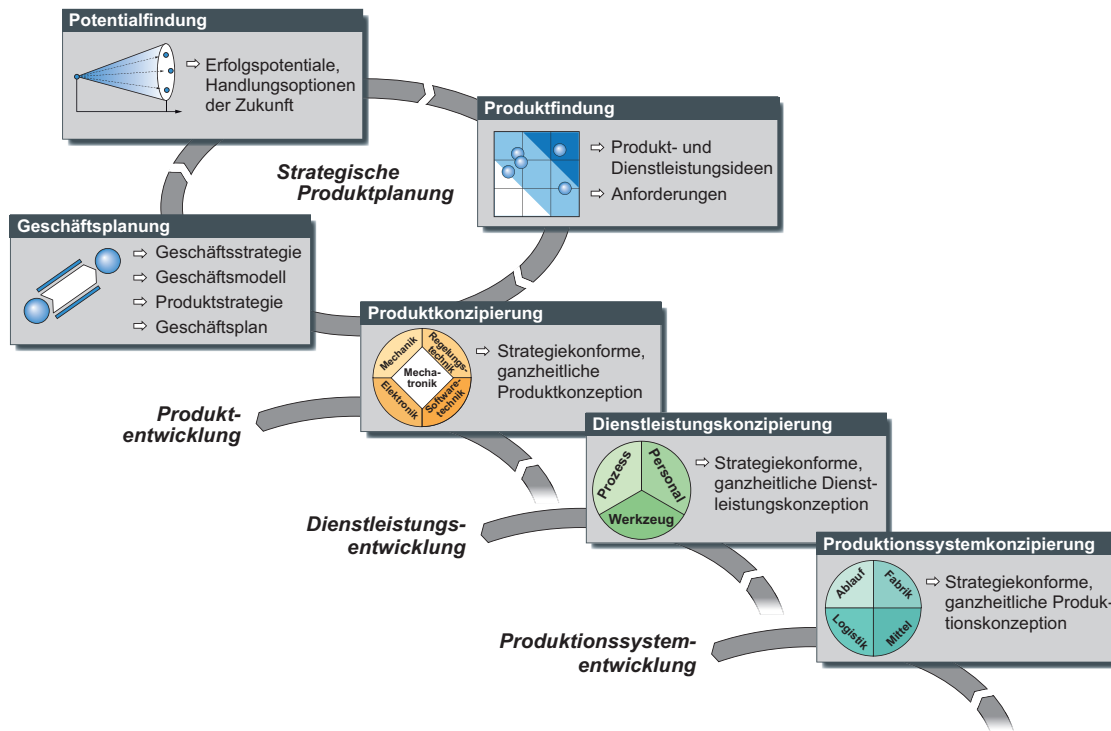 Potentialfindung
Erfolgspotentiale,
Handlungsoptionen
der Zukunft
Produktfindung
Produkt- und
Dienstleistungsideen
Anforderungen
Strategische
Produktplanung
Geschäftsplanung
Geschäftsstrategie
Geschäftsmodell
Produktstrategie
Geschäftsplan
Produktkonzipierung
Mechanik
Regelungs-
technik
Mecha-
tronik
Elektronik
Software-
technik
Strategiekonforme,
ganzheitliche
Produktkonzeption
Produkt-
entwicklung
Dienstleistungskonzipierung
Prozess
Personal
Werkzeug
Strategiekonforme,
ganzheitliche Dienst-
leistungskonzeption
Dienstleistungs-
entwicklung
Produktionssystemkonzipierung
Ablauf
Fabrik
Logistik
Mittel
Strategiekonforme,
ganzheitliche Produk-
tionskonzeption
Produktionssystem-
entwicklung